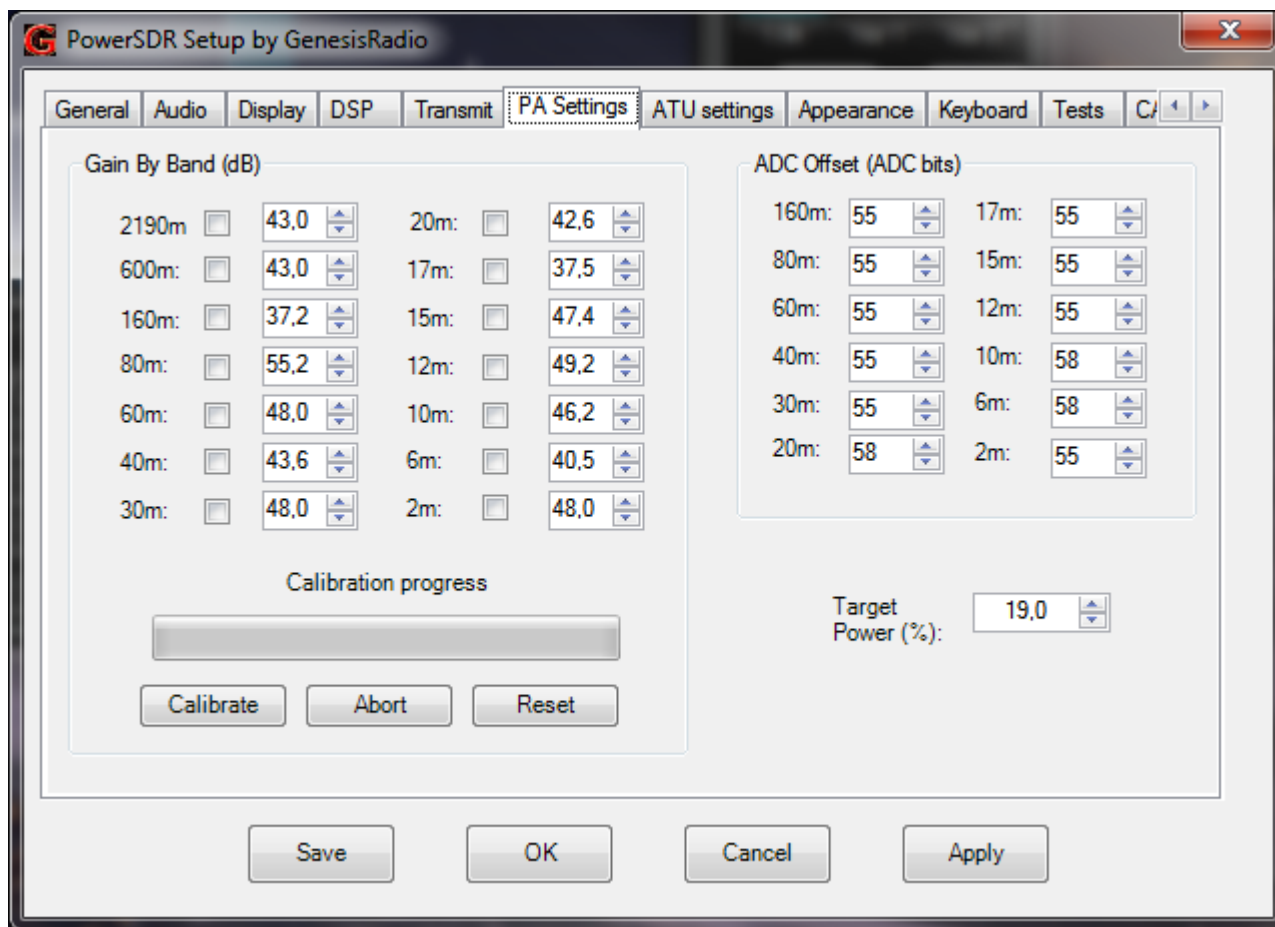 PowerSDR Setup by GenesisRadio
General Audio Display DSP Transmit PA Settings ATU settings Appearance Keyboard Tests CA
Gain By Band (dB)
2190m 43,0 20m: 42,6
600m: 43,0 17m: 37,5
160m: 37,2 15m: 47,4
80m: 55,2 12m: 49,2
60m: 48,0 10m: 46,2
40m: 43,6 6m: 40,5
30m: 48,0 2m: 48,0
Calibration progress
Calibrate Abort Reset
ADC Offset (ADC bits)
160m: 55 17m: 55
80m: 55 15m: 55
60m: 55 12m: 55
40m: 55 10m: 58
30m: 55 6m: 58
20m: 58 2m: 55
Target
Power (%): 19,0
Save OK Cancel Apply